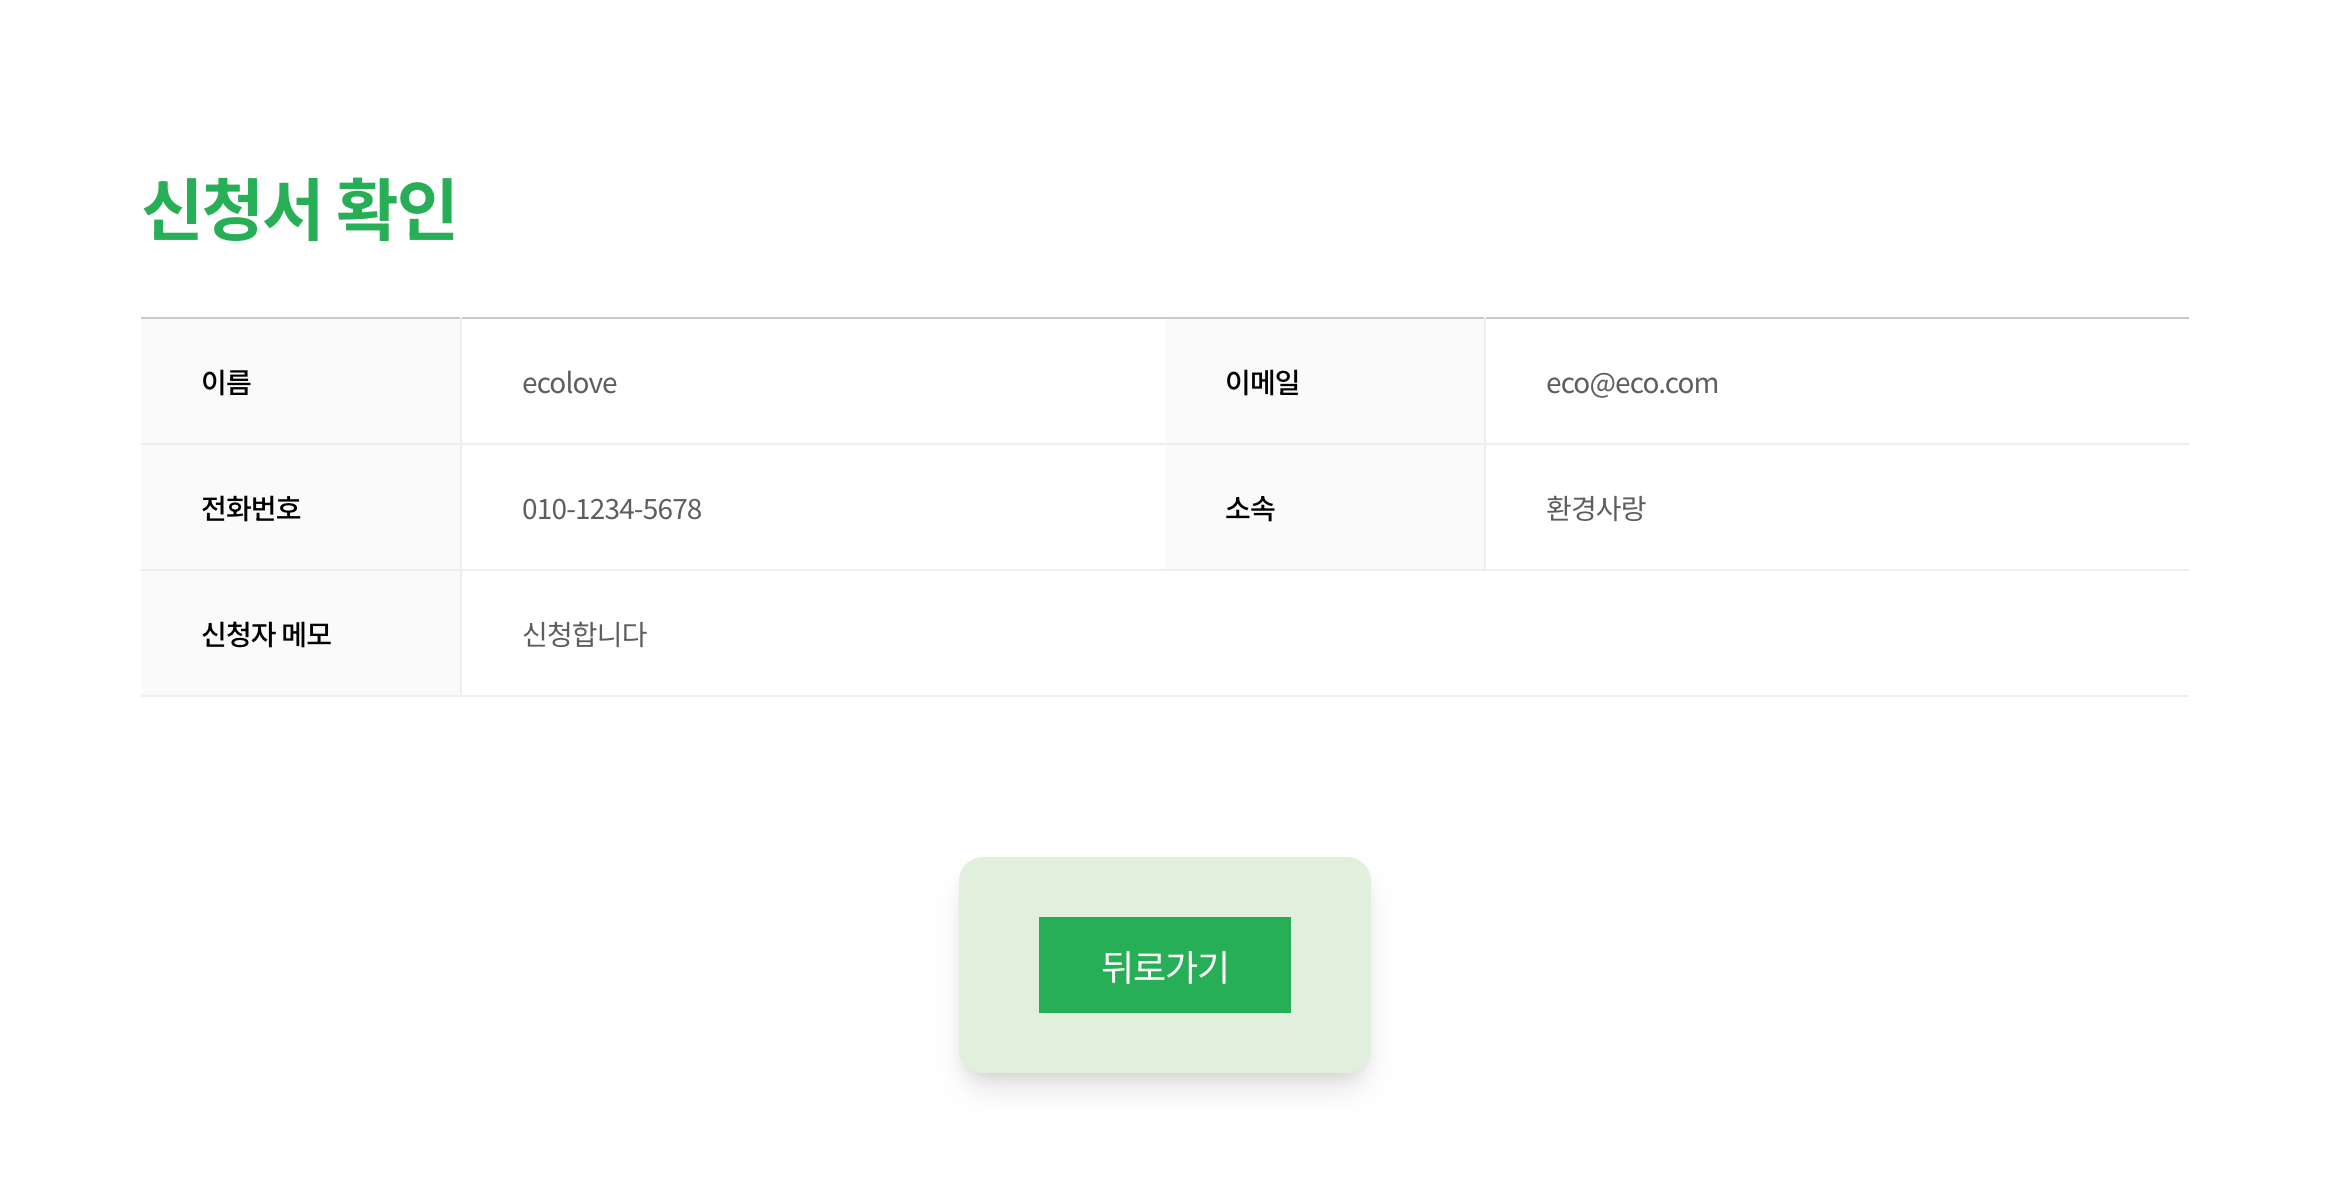 신청서 확인
이름 ecolove 이메일 eco@eco.com
전화번호 010-1234-5678 소속 환경사랑
신청자 메모 신청합니다
뒤로가기